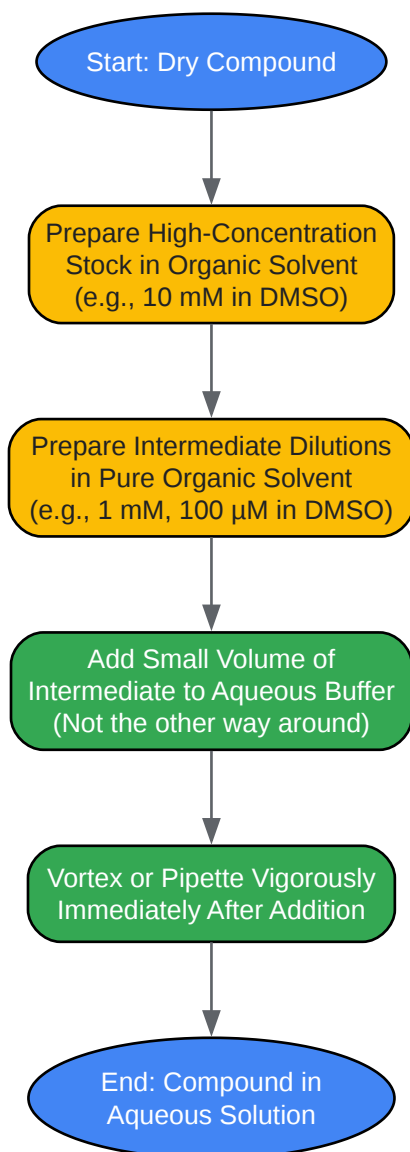 Start: Dry Compound
Prepare High-Concentration
Stock in Organic Solvent
(e.g., 10 mM in DMSO)
Prepare Intermediate Dilutions
in Pure Organic Solvent
(e.g., 1 mM, 100 µM in DMSO)
Add Small Volume of
Intermediate to Aqueous Buffer
(Not the other way around)
Vortex or Pipette Vigorously
Immediately After Addition
End: Compound in
Aqueous Solution